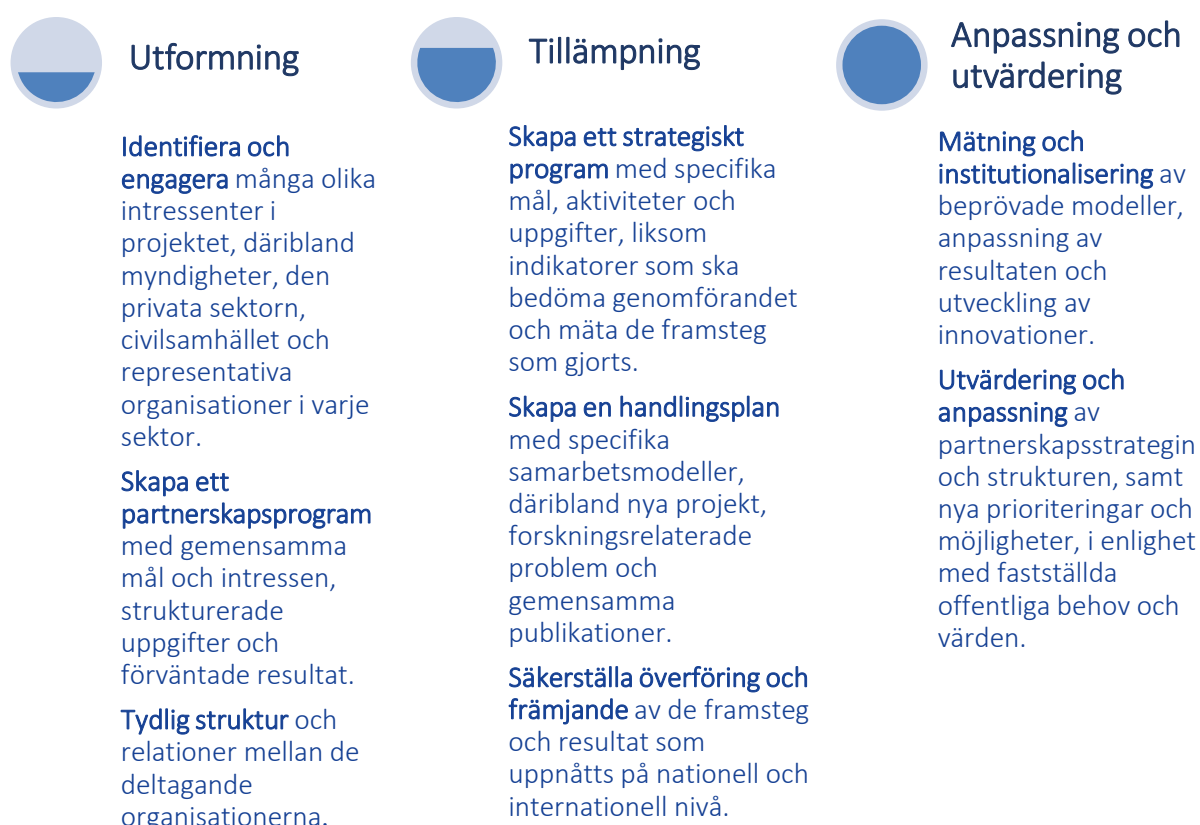 Utformning
Identifiera och
engagera många olika
intressenter i
projektet, däribland
myndigheter, den
privata sektorn,
civilsamhället och
representativa
organisationer i varje
sektor.
Skapa ett
partnerskapsprogram
med gemensamma
mål och intressen,
strukturerade
uppgifter och
förväntade resultat.
Tydlig struktur och
relationer mellan de
deltagande
organisationerna.
Tillämpning
Skapa ett strategiskt
program med specifika
mål, aktiviteter och
uppgifter, liksom
indikatorer som ska
bedöma genomförandet
och mäta de framsteg
som gjorts.
Skapa en handlingsplan
med specifika
samarbetsmodeller,
däribland nya projekt,
forskningsrelaterade
problem och
gemensamma
publikationer.
Säkerställa överföring och
främjande av de framsteg
och resultat som
uppnåtts på nationell och
internationell nivå.
Anpassning och
utvärdering
Mätning och
institutionalisering av
beprövade modeller,
anpassning av
resultaten och
utveckling av
innovationer.
Utvärdering och
anpassning av
partnerskapsstrategin
och strukturen, samt
nya prioriteringar och
möjligheter, i enlighet
med fastställda
offentliga behov och
värden.